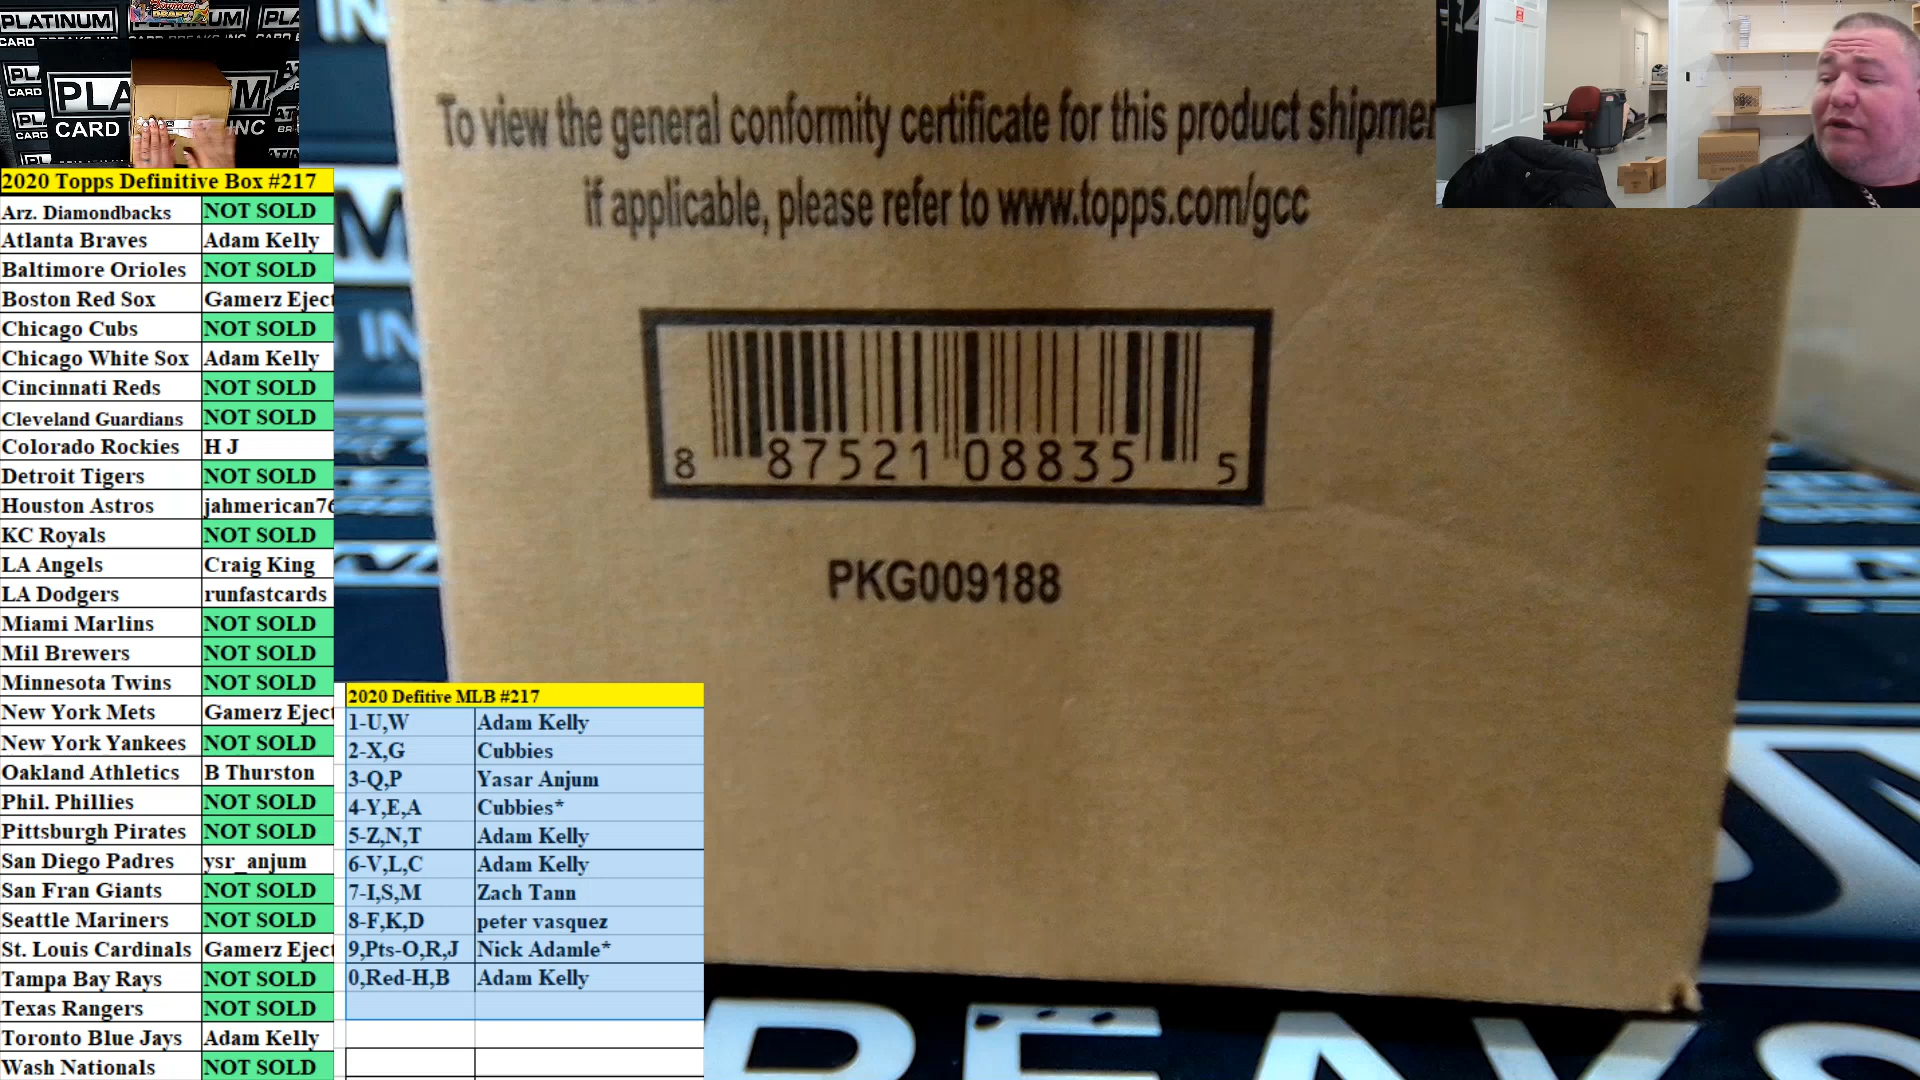 PLATINUM
CARD BREAKS INC
Bowman
DRAFT
CARD
INC
2020 Topps Definitive Box #217
Arz. Diamondbacks NOT SOLD
Atlanta Braves Adam Kelly
Baltimore Orioles NOT SOLD
Boston Red Sox Gamerz Eject
Chicago Cubs NOT SOLD
Chicago White Sox Adam Kelly
Cincinnati Reds NOT SOLD
Cleveland Guardians NOT SOLD
Colorado Rockies H J
Detroit Tigers NOT SOLD
Houston Astros jahmerican76
KC Royals NOT SOLD
LA Angels Craig King
LA Dodgers runfastcards
Miami Marlins NOT SOLD
Mil Brewers NOT SOLD
Minnesota Twins NOT SOLD
New York Mets Gamerz Eject
New York Yankees NOT SOLD
Oakland Athletics B Thurston
Phil. Phillies NOT SOLD
Pittsburgh Pirates NOT SOLD
San Diego Padres ysr_anjum
San Fran Giants NOT SOLD
Seattle Mariners NOT SOLD
St. Louis Cardinals Gamerz Eject
Tampa Bay Rays NOT SOLD
Texas Rangers NOT SOLD
Toronto Blue Jays Adam Kelly
Wash Nationals NOT SOLD
2020 Defitive MLB #217
1-U,W Adam Kelly
2-X,G Cubbies
3-Q,P Yasar Anjum
4-Y,E,A Cubbies*
5-Z,N,T Adam Kelly
6-V,L,C Adam Kelly
7-I,S,M Zach Tann
8-F,K,D peter vasquez
9,Pts-O,R,J Nick Adamle*
0,Red-H,B Adam Kelly
To view the general conformity certificate for this product shipmen
if applicable, please refer to www.topps.com/gcc
8 87521 08835 5
PKG009188